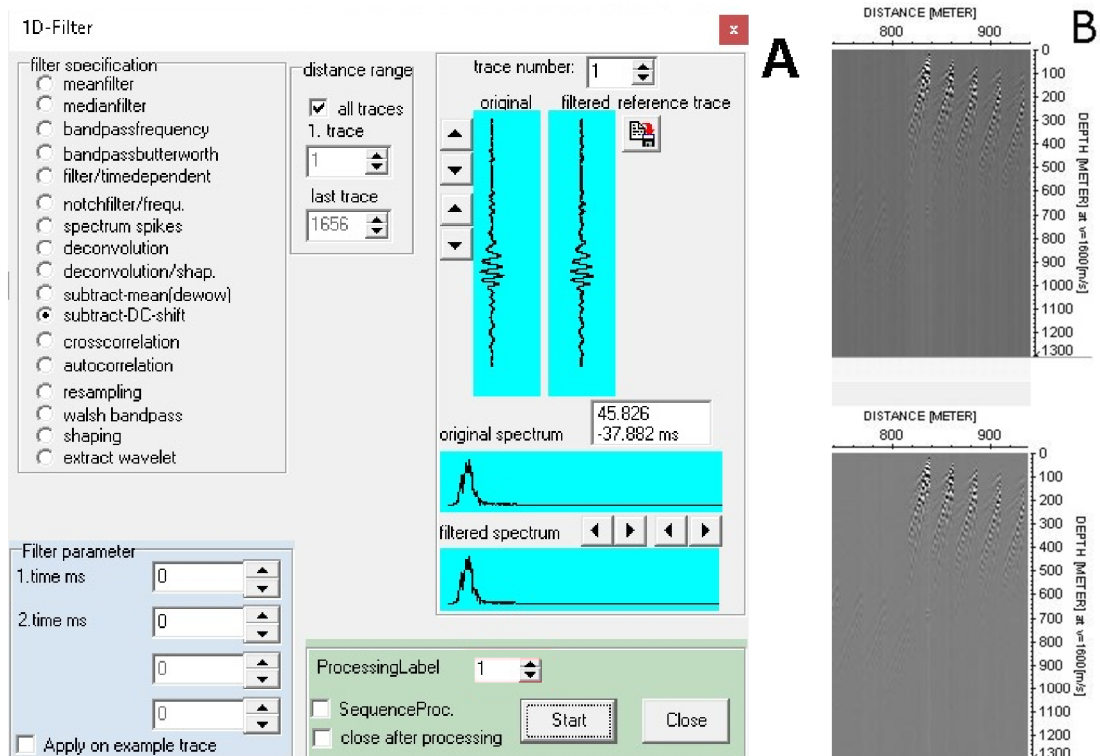 1D-Filter
x
filter specification
meanfilter
medianfilter
bandpassfrequency
bandpassbutterworth
filter/timedependent
notchfilter/frequ.
spectrum spikes
deconvolution
deconvolution/shap.
subtract-mean(dewow)
subtract-DC-shift
crosscorrelation
autocorrelation
resampling
walsh bandpass
shaping
extract wavelet
distance range
all traces
1. trace
1
last trace
1656
trace number: 1
original filtered reference trace
45.826
original spectrum -37.882 ms
filtered spectrum
Filter parameter
1.time ms 0
2.time ms 0
0
0
Apply on example trace
ProcessingLabel 1
SequenceProc.
close after processing
Start
Close
A
B
DISTANCE [METER]
800 900
0
100
200
300
400
500
600
700
800
900
1000
1100
1200
1300
DEPTH [METER] at v=1600[m/s]
DISTANCE [METER]
800 900
0
100
200
300
400
500
600
700
800
900
1000
1100
1200
1300
DEPTH [METER] at v=1600[m/s]